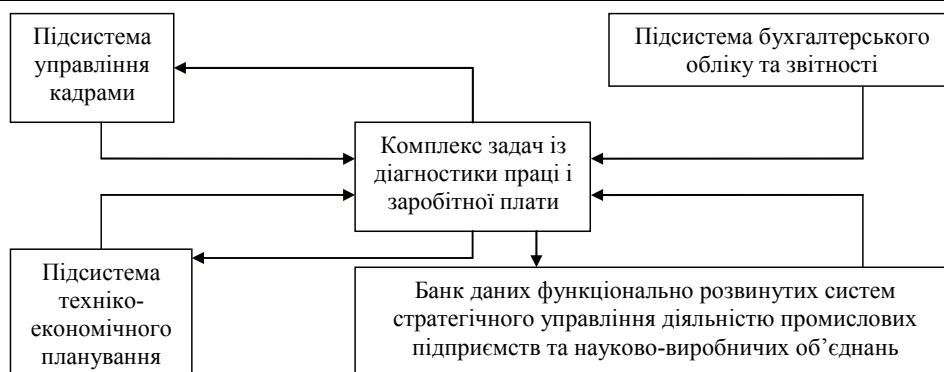 Підсистема
управління
кадрами
Підсистема бухгалтерського
обліку та звітності
Комплекс задач із
діагностики праці і
заробітної плати
Підсистема
техніко-
економічного
планування
Банк даних функціонально розвинутих систем
стратегічного управління діяльністю промислових
підприємств та науково-виробничих об’єднань